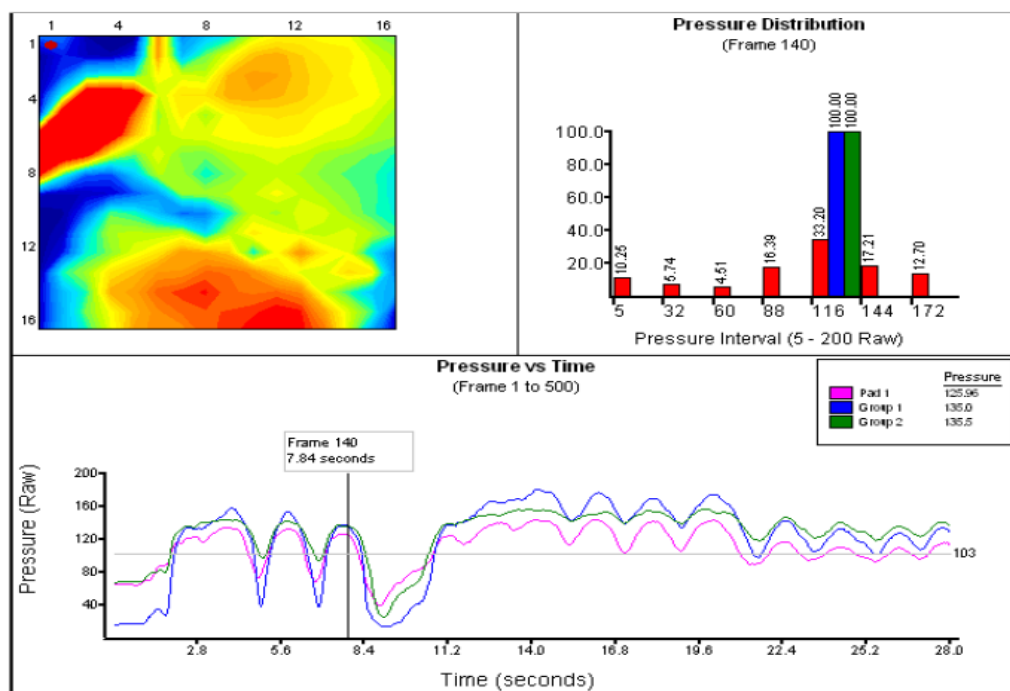 1 4 8 12 16
1
4
8
12
16
Pressure Distribution
(Frame 140)
100.0
80.0
60.0
40.0
20.0
10.25
5.74
4.51
16.39
33.20
100.00
100.00
17.21
12.70
5 32 60 88 116 144 172
Pressure Interval (5 - 200 Raw)
Pressure vs Time
(Frame 1 to 500)
Pressure
Pad 1 125.96
Group 1 135.0
Group 2 135.5
Frame 140
7.84 seconds
Pressure (Raw)
200
160
120
80
40
103
2.8 5.6 8.4 11.2 14.0 16.8 19.6 22.4 25.2 28.0
Time (seconds)